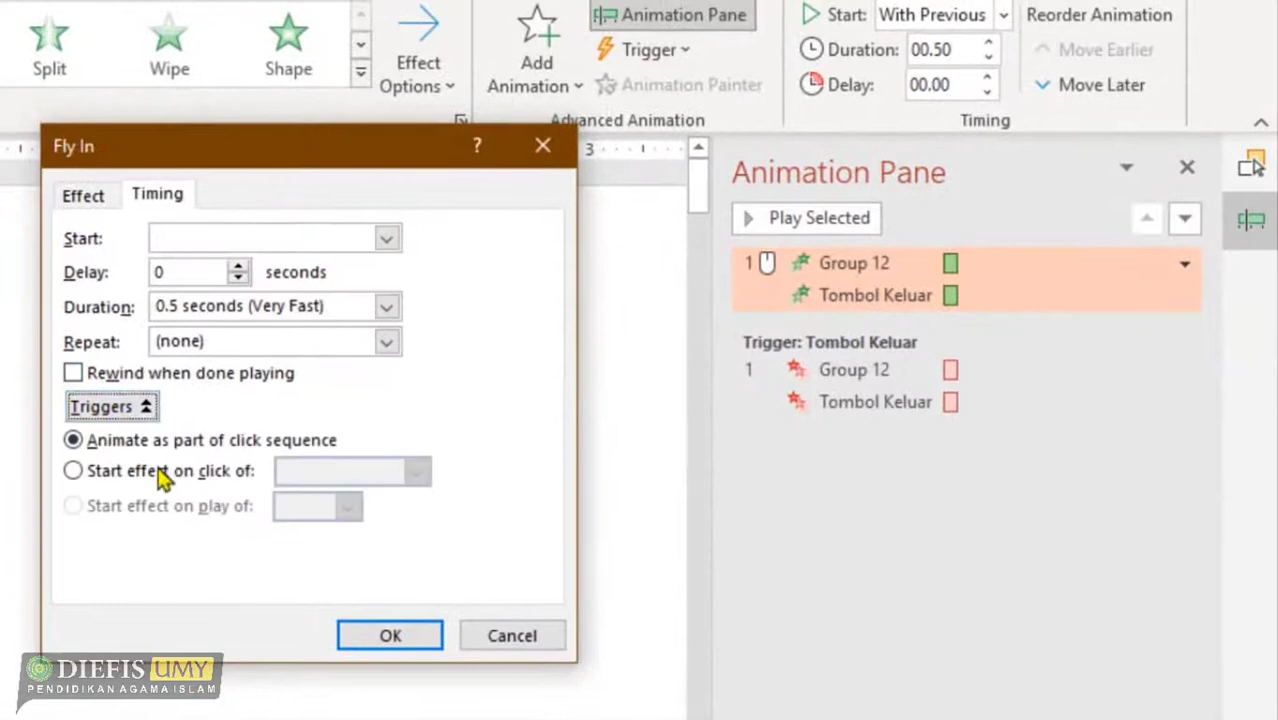 Split
Wipe
Shape
Effect
Options
Add
Animation
Animation Pane
Trigger
Animation Painter
Advanced Animation
Start: With Previous
Duration: 00.50
Delay: 00.00
Timing
Reorder Animation
Move Earlier
Move Later
3
Fly In
?
Effect
Timing
Start:
Delay: 0 seconds
Duration: 0.5 seconds (Very Fast)
Repeat: (none)
Rewind when done playing
Triggers
Animate as part of click sequence
Start effect on click of:
Start effect on play of:
OK
Cancel
Animation Pane
Play Selected
1 Group 12
Tombol Keluar
Trigger: Tombol Keluar
1 Group 12
Tombol Keluar
DIEFIS UMY
PENDIDIKAN AGAMA ISLAM